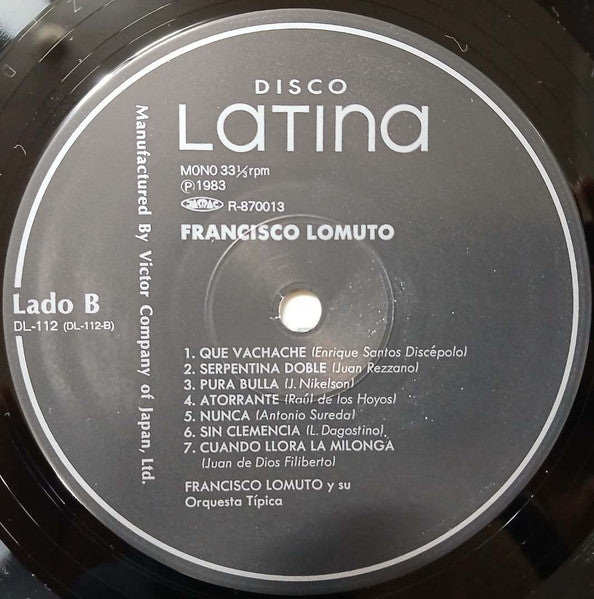 DISCO
LaTINa
MONO 33⅓rpm
Ⓟ1983
JASRAC R-870013
FRANCISCO LOMUTO
Manufactured By Victor Company of Japan, Ltd.
Lado B
DL-112 (DL-112-B)
1. QUE VACHACHE (Enrique Santos Discépolo)
2. SERPENTINA DOBLE (Juan Rezzano)
3. PURA BULLA (J. Nikelson)
4. ATORRANTE (Raúl de los Hoyos)
5. NUNCA (Antonio Sureda)
6. SIN CLEMENCIA (L. Dagostino)
7. CUANDO LLORA LA MILONGA
(Juan de Dios Filiberto)
FRANCISCO LOMUTO y su
Orquesta Típica